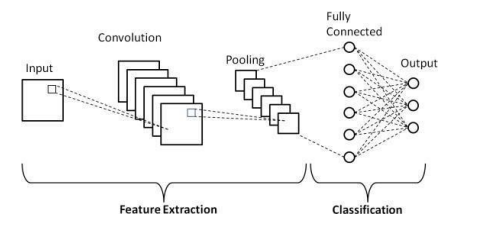 Input
Convolution
Pooling
Fully
Connected
Output
Feature Extraction
Classification